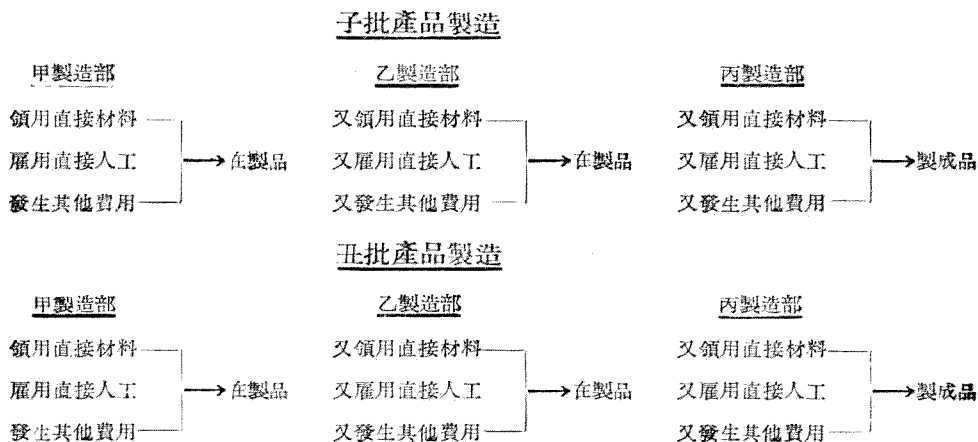 子批產品製造
甲製造部 乙製造部 丙製造部
領用直接材料 又領用直接材料 又領用直接材料
雇用直接人工 在製品 又雇用直接人工 在製品 又雇用直接人工 製成品
發生其他費用 又發生其他費用 又發生其他費用
丑批產品製造
甲製造部 乙製造部 丙製造部
領用直接材料 又領用直接材料 又領用直接材料
雇用直接人工 在製品 又雇用直接人工 在製品 又雇用直接人工 製成品
發生其他費用 又發生其他費用 又發生其他費用